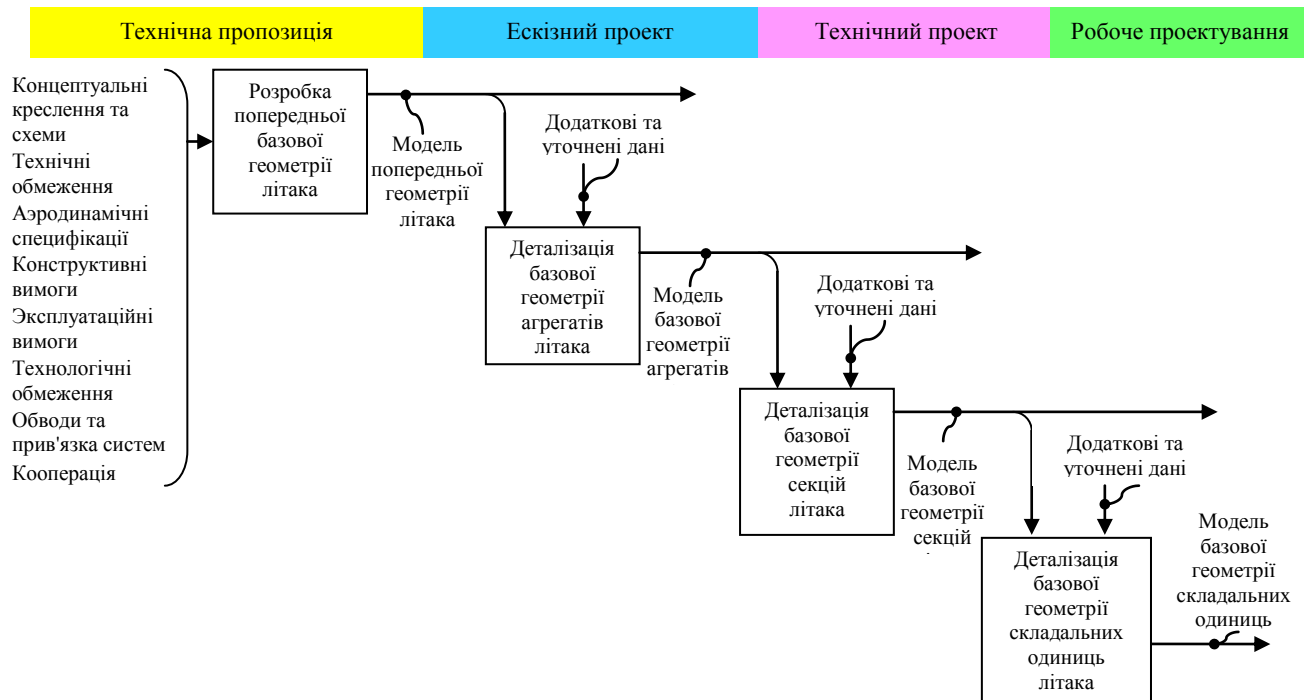 Технічна пропозиція
Ескізний проект
Технічний проект
Робоче проектування
Концептуальні
креслення та
схеми
Технічні
обмеження
Аэродинамічні
специфікації
Конструктивні
вимоги
Эксплуатаційні
вимоги
Технологічні
обмеження
Обводи та
прив'язка систем
Кооперація
Розробка
попередньої
базової
геометрії
літака
Модель
попередньої
геометрії
літака
Додаткові та
уточнені дані
Деталізація
базової
геометрії
агрегатів
літака
Модель
базової
геометрії
агрегатів
Додаткові та
уточнені дані
Деталізація
базової
геометрії
секцій
літака
Модель
базової
геометрії
секцій
Додаткові та
уточнені дані
Деталізація
базової
геометрії
складальних
одиниць
літака
Модель
базової
геометрії
складальних
одиниць